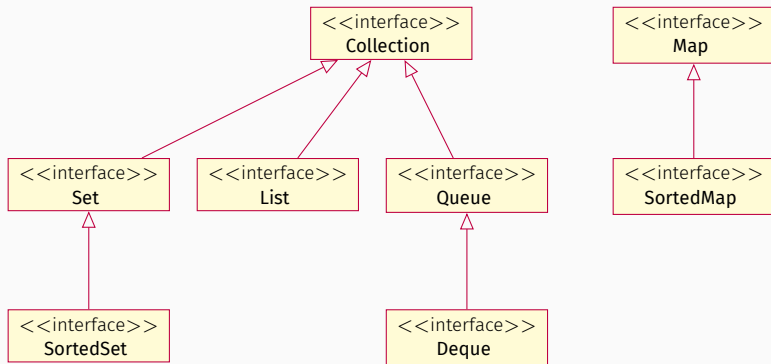 <<interface>>
Collection
<<interface>>
Map
<<interface>>
Set
<<interface>>
List
<<interface>>
Queue
<<interface>>
SortedMap
<<interface>>
SortedSet
<<interface>>
Deque